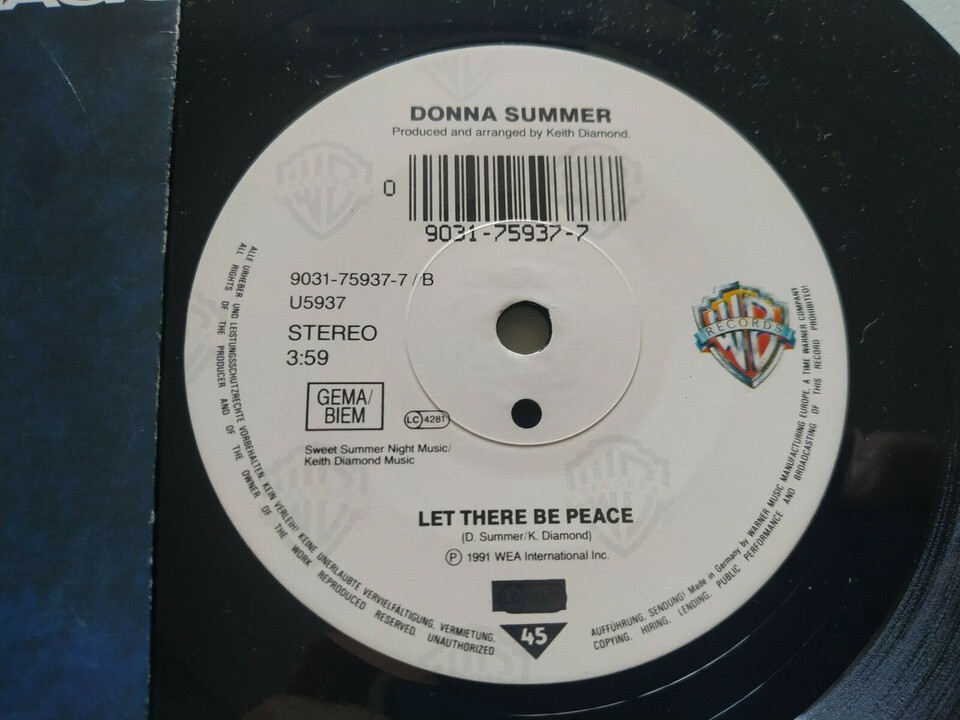 DONNA SUMMER
Produced and arranged by Keith Diamond.
0
9031-75937-7
9031-75937-7/B
U5937
STEREO
3:59
GEMA/
BIEM
LC 4281
Sweet Summer Night Music/
Keith Diamond Music
WB
RECORDS
LET THERE BE PEACE
(D. Summer/K. Diamond)
Ⓟ 1991 WEA International Inc.
45
ALLE URHEBER UND LEISTUNGSSCHUTZRECHTE VORBEHALTEN. KEIN VERLEIH! KEINE UNERLAUBTE VERVIELFÄLTIGUNG, VERMIETUNG, AUFFÜHRUNG, SENDUNG! Made in Germany by WARNER MUSIC MANUFACTURING EUROPE, A TIME WARNER COMPANY
ALL RIGHTS OF THE PRODUCER AND OF THE OWNER OF THE WORK REPRODUCED RESERVED. UNAUTHORIZED COPYING, HIRING, LENDING, PUBLIC PERFORMANCE AND BROADCASTING OF THIS RECORD PROHIBITED!